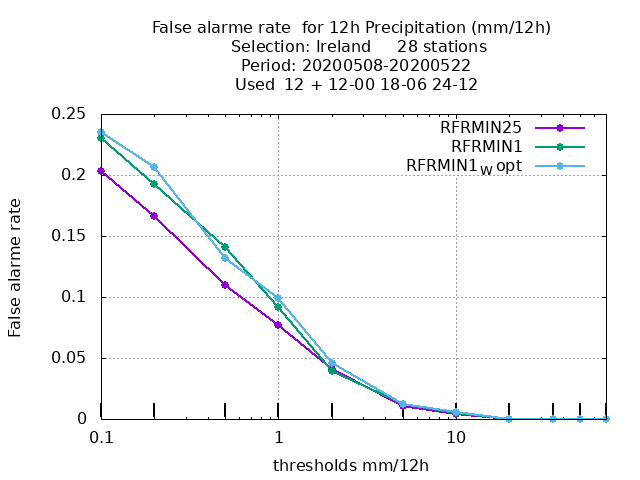 False alarme rate  for 12h Precipitation (mm/12h)
Selection: Ireland     28 stations
Period: 20200508-20200522
Used  12 + 12-00 18-06 24-12
RFRMIN25
RFRMIN1
RFRMIN1W opt
0.25
0.2
0.15
0.1
0.05
0
False alarme rate
0.1
1
10
thresholds mm/12h